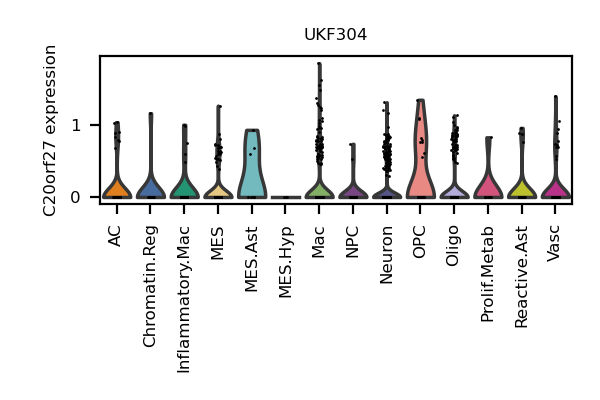 UKF304
C20orf27 expression
1
0
AC
Chromatin.Reg
Inflammatory.Mac
MES
MES.Ast
MES.Hyp
Mac
NPC
Neuron
OPC
Oligo
Prolif.Metab
Reactive.Ast
Vasc